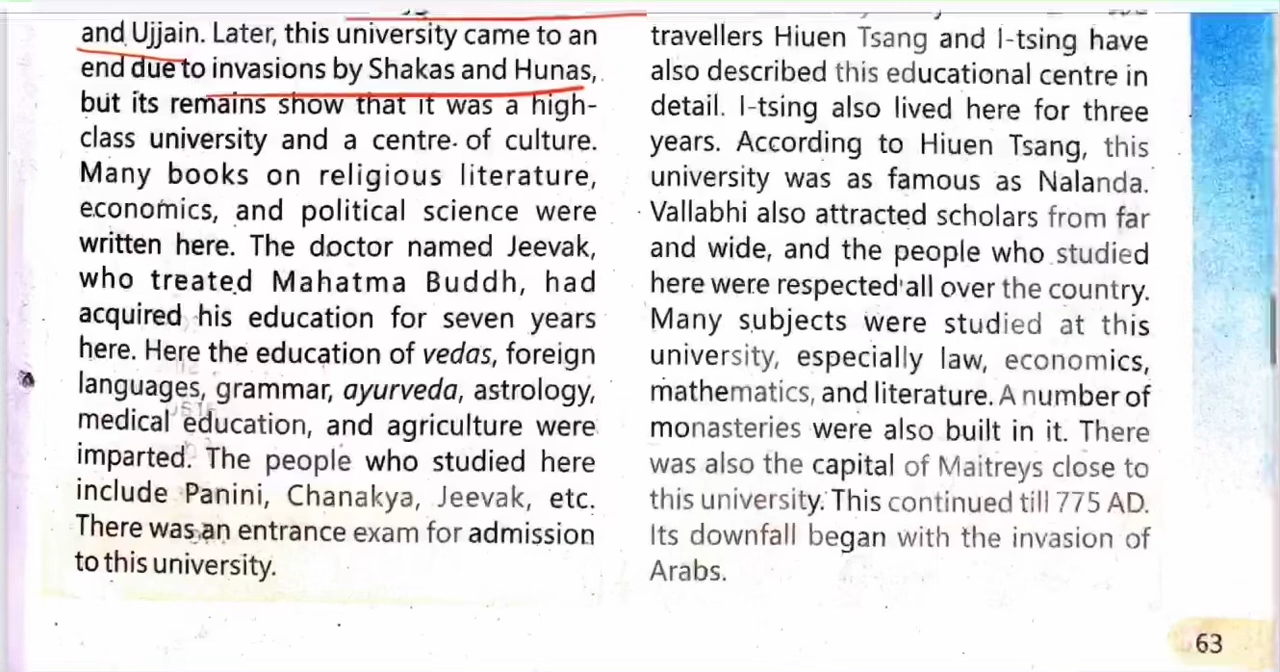 and Ujjain. Later, this university came to an
end due to invasions by Shakas and Hunas,
but its remains show that it was a high-
class university and a centre of culture.
Many books on religious literature,
economics, and political science were
written here. The doctor named Jeevak,
who treated Mahatma Buddh, had
acquired his education for seven years
here. Here the education of vedas, foreign
languages, grammar, ayurveda, astrology,
medical education, and agriculture were
imparted. The people who studied here
include Panini, Chanakya, Jeevak, etc.
There was an entrance exam for admission
to this university.
travellers Hiuen Tsang and I-tsing have
also described this educational centre in
detail. I-tsing also lived here for three
years. According to Hiuen Tsang, this
university was as famous as Nalanda.
Vallabhi also attracted scholars from far
and wide, and the people who studied
here were respected all over the country.
Many subjects were studied at this
university, especially law, economics,
mathematics, and literature. A number of
monasteries were also built in it. There
was also the capital of Maitreys close to
this university. This continued till 775 AD.
Its downfall began with the invasion of
Arabs.
63